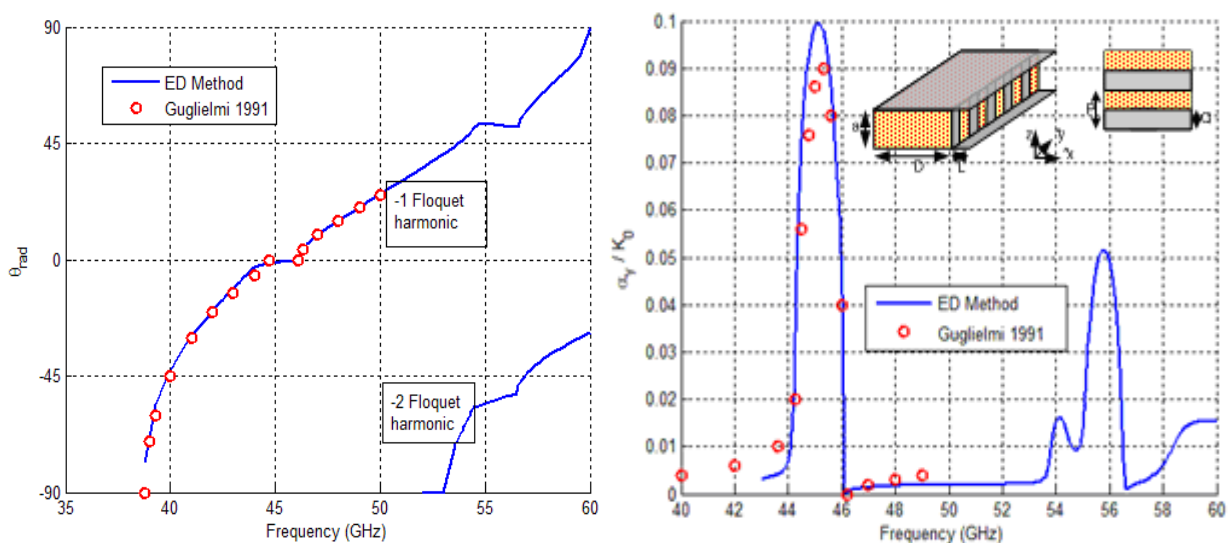 90
45
0
-45
-90
θrad
ED Method
Guglielmi 1991
-1 Floquet
harmonic
-2 Floquet
harmonic
35
40
45
50
55
60
Frequency (GHz)
0.1
0.09
0.08
0.07
0.06
0.05
0.04
0.03
0.02
0.01
0
αy / K0
a
D
L
z
y
x
P
ED Method
Guglielmi 1991
40
42
44
46
48
50
52
54
56
58
60
Frequency (GHz)